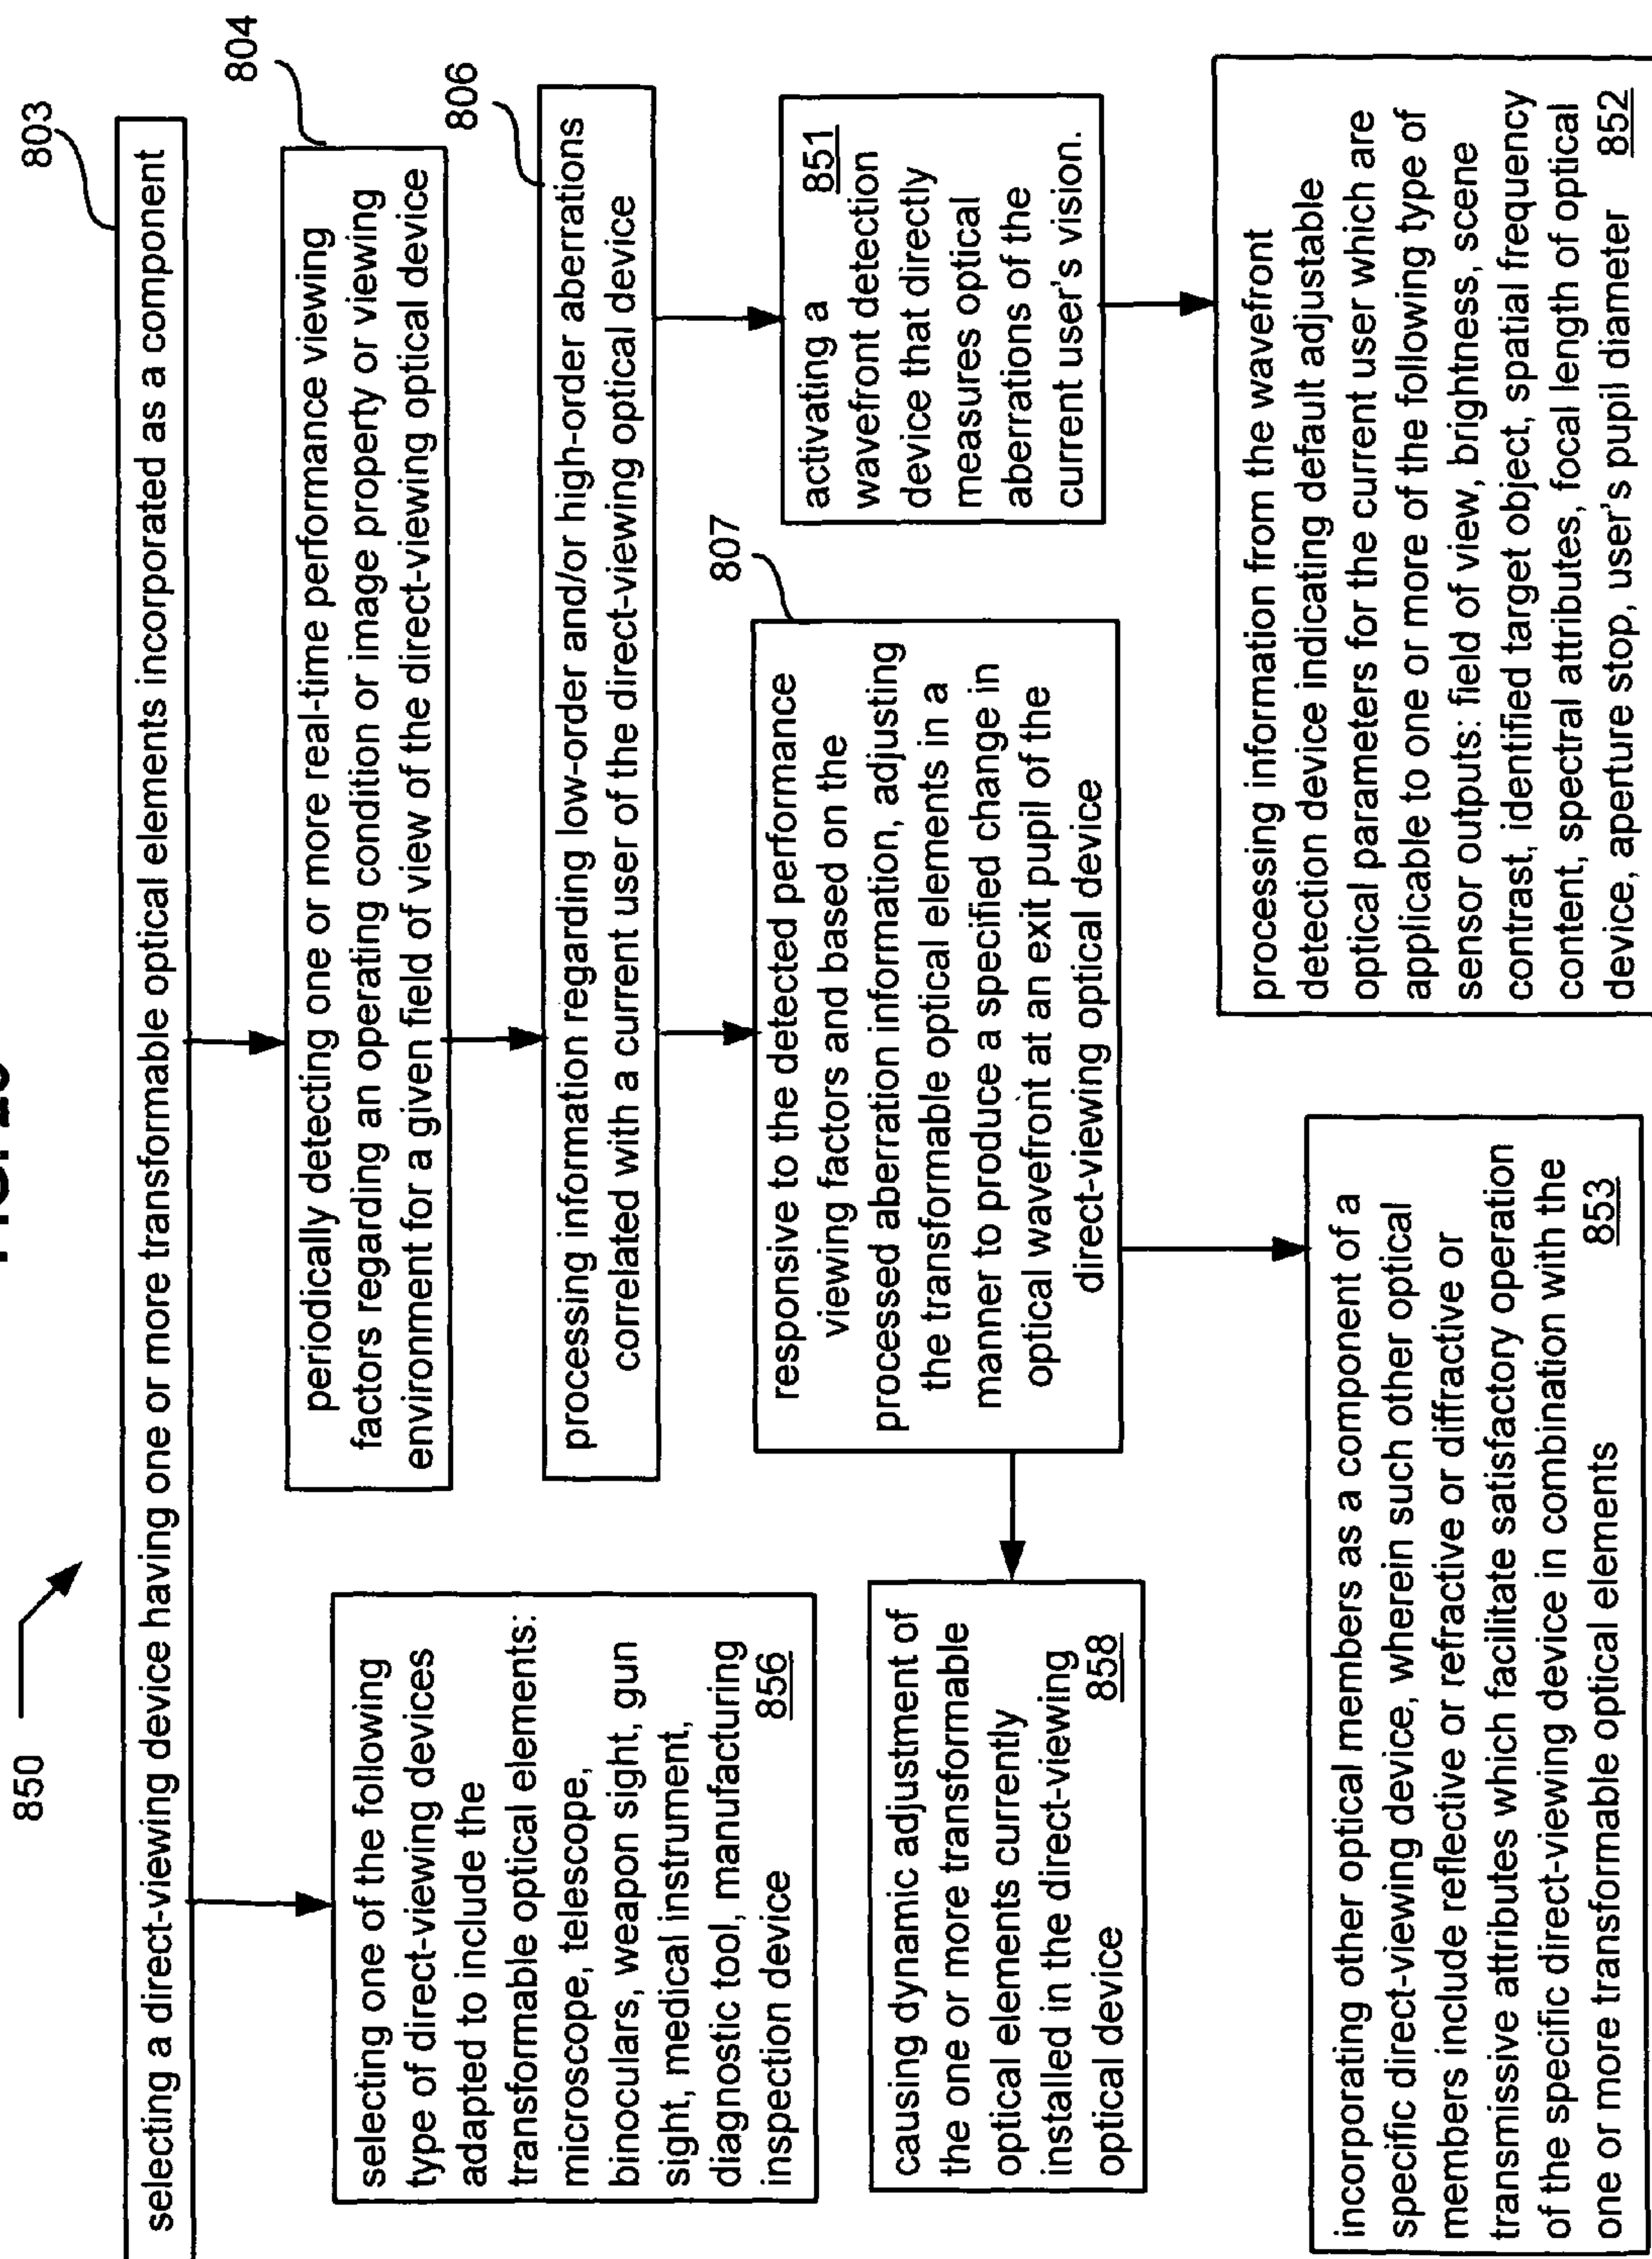 850
803
selecting a direct-viewing device having one or more transformable optical elements incorporated as a component
804
periodically detecting one or more real-time performance viewing
factors regarding an operating condition or image property or viewing
environment for a given field of view of the direct-viewing optical device
806
processing information regarding low-order and/or high-order aberrations
correlated with a current user of the direct-viewing optical device
selecting one of the following
type of direct-viewing devices
adapted to include the
transformable optical elements:
microscope, telescope,
binoculars, weapon sight, gun
sight, medical instrument,
diagnostic tool, manufacturing
inspection device 856
807
responsive to the detected performance
viewing factors and based on the
processed aberration information, adjusting
the transformable optical elements in a
manner to produce a specified change in
optical wavefront at an exit pupil of the
direct-viewing optical device
activating a 851
wavefront detection
device that directly
measures optical
aberrations of the
current user's vision.
causing dynamic adjustment of
the one or more transformable
optical elements currently
installed in the direct-viewing
optical device 858
incorporating other optical members as a component of a
specific direct-viewing device, wherein such other optical
members include reflective or refractive or diffractive or
transmissive attributes which facilitate satisfactory operation
of the specific direct-viewing device in combination with the
one or more transformable optical elements 853
processing information from the wavefront
detection device indicating default adjustable
optical parameters for the current user which are
applicable to one or more of the following type of
sensor outputs: field of view, brightness, scene
contrast, identified target object, spatial frequency
content, spectral attributes, focal length of optical
device, aperture stop, user's pupil diameter 852